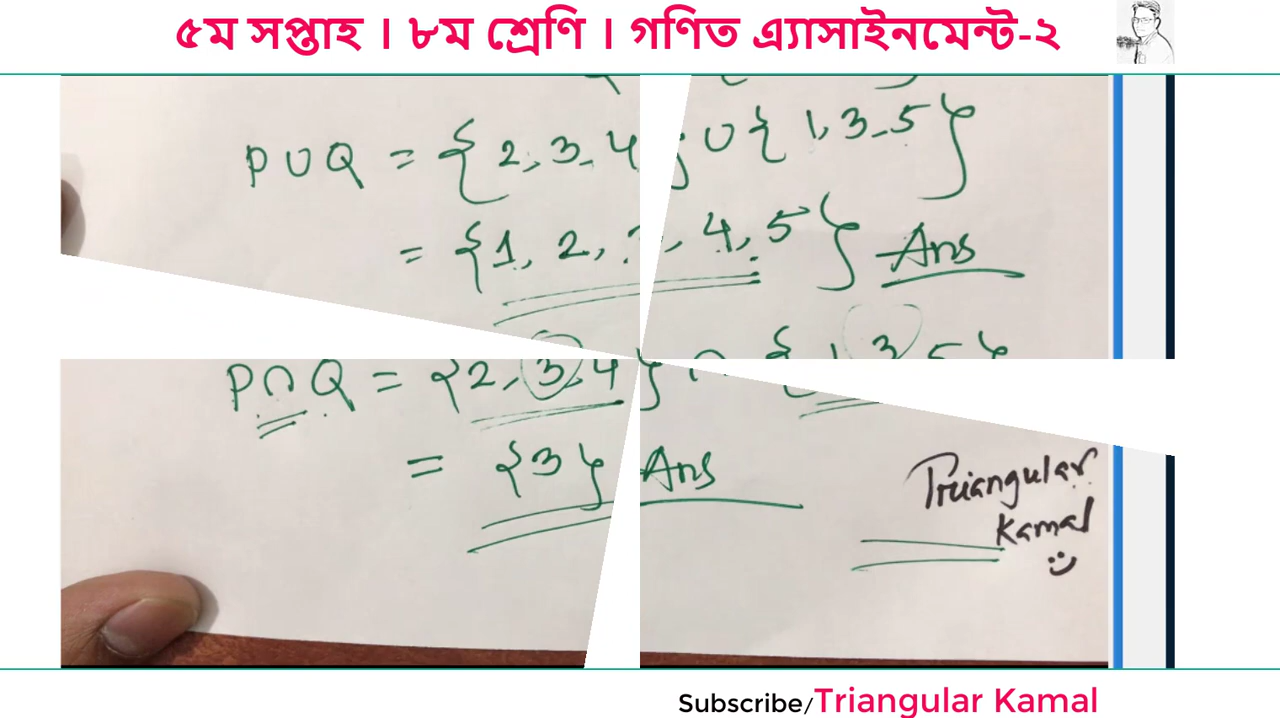 ৫ম সপ্তাহ । ৮ম শ্রেণি । গণিত এ্যাসাইনমেন্ট-২
P∪Q = {2, 3, 4} ∪ {1, 3, 5}
= {1, 2, 3, 4, 5} Ans
P∩Q = {2, 3, 4} ∩ {1, 3, 5}
= {3} Ans
Triangular
Kamal
Subscribe/Triangular Kamal